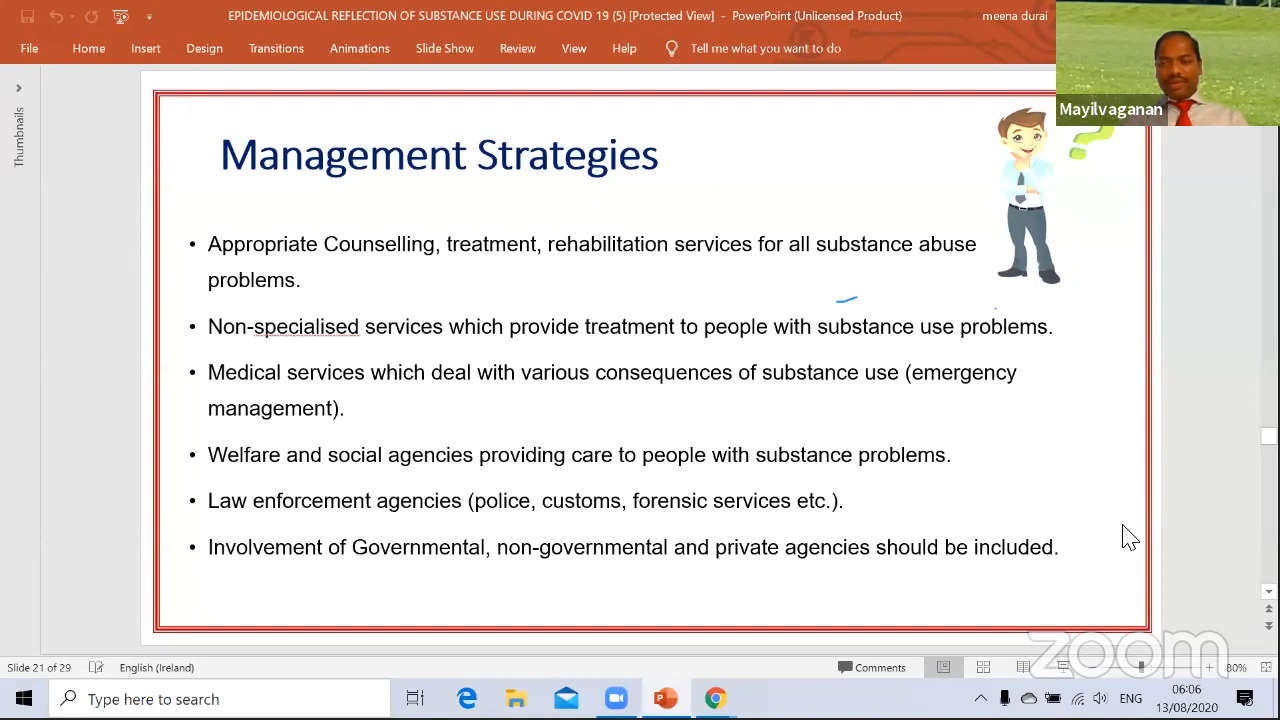 EPIDEMIOLOGICAL REFLECTION OF SUBSTANCE USE DURING COVID 19 (5) [Protected View] - PowerPoint (Unlicensed Product)
meena durai
File Home Insert Design Transitions Animations Slide Show Review View Help Tell me what you want to do
Mayilvaganan
Thumbnails
Management Strategies
• Appropriate Counselling, treatment, rehabilitation services for all substance abuse
problems.
• Non-specialised services which provide treatment to people with substance use problems.
• Medical services which deal with various consequences of substance use (emergency
management).
• Welfare and social agencies providing care to people with substance problems.
• Law enforcement agencies (police, customs, forensic services etc.).
• Involvement of Governmental, non-governmental and private agencies should be included.
zoom
Slide 21 of 29 English (Ireland) Comments 80%
Type here to search
ENG
06:06
13/08/2020